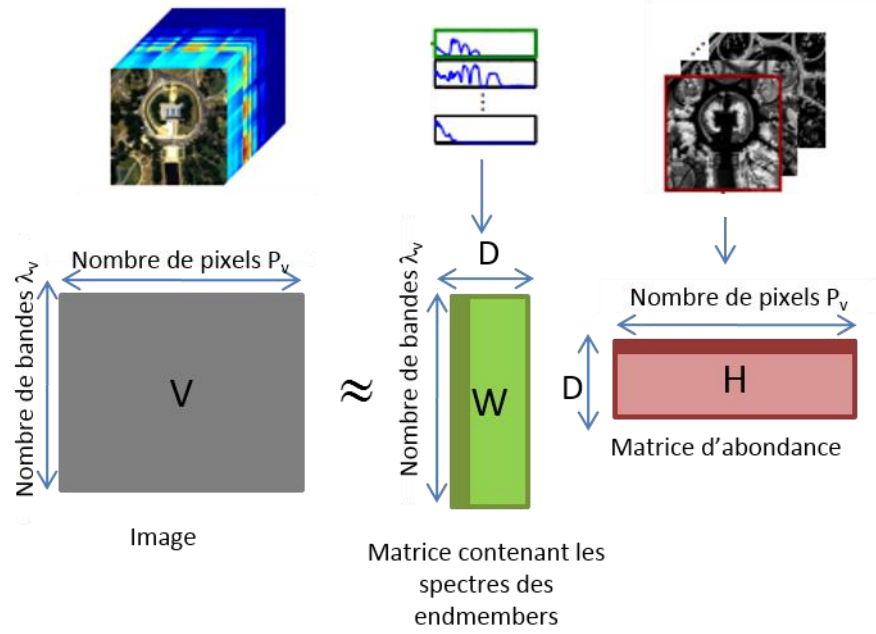 Nombre de pixels Pᵥ
Nombre de bandes λᵥ
V
Image
≈
D
Nombre de bandes λᵥ
W
Matrice contenant les
spectres des
endmembers
Nombre de pixels Pᵥ
D
H
Matrice d'abondance